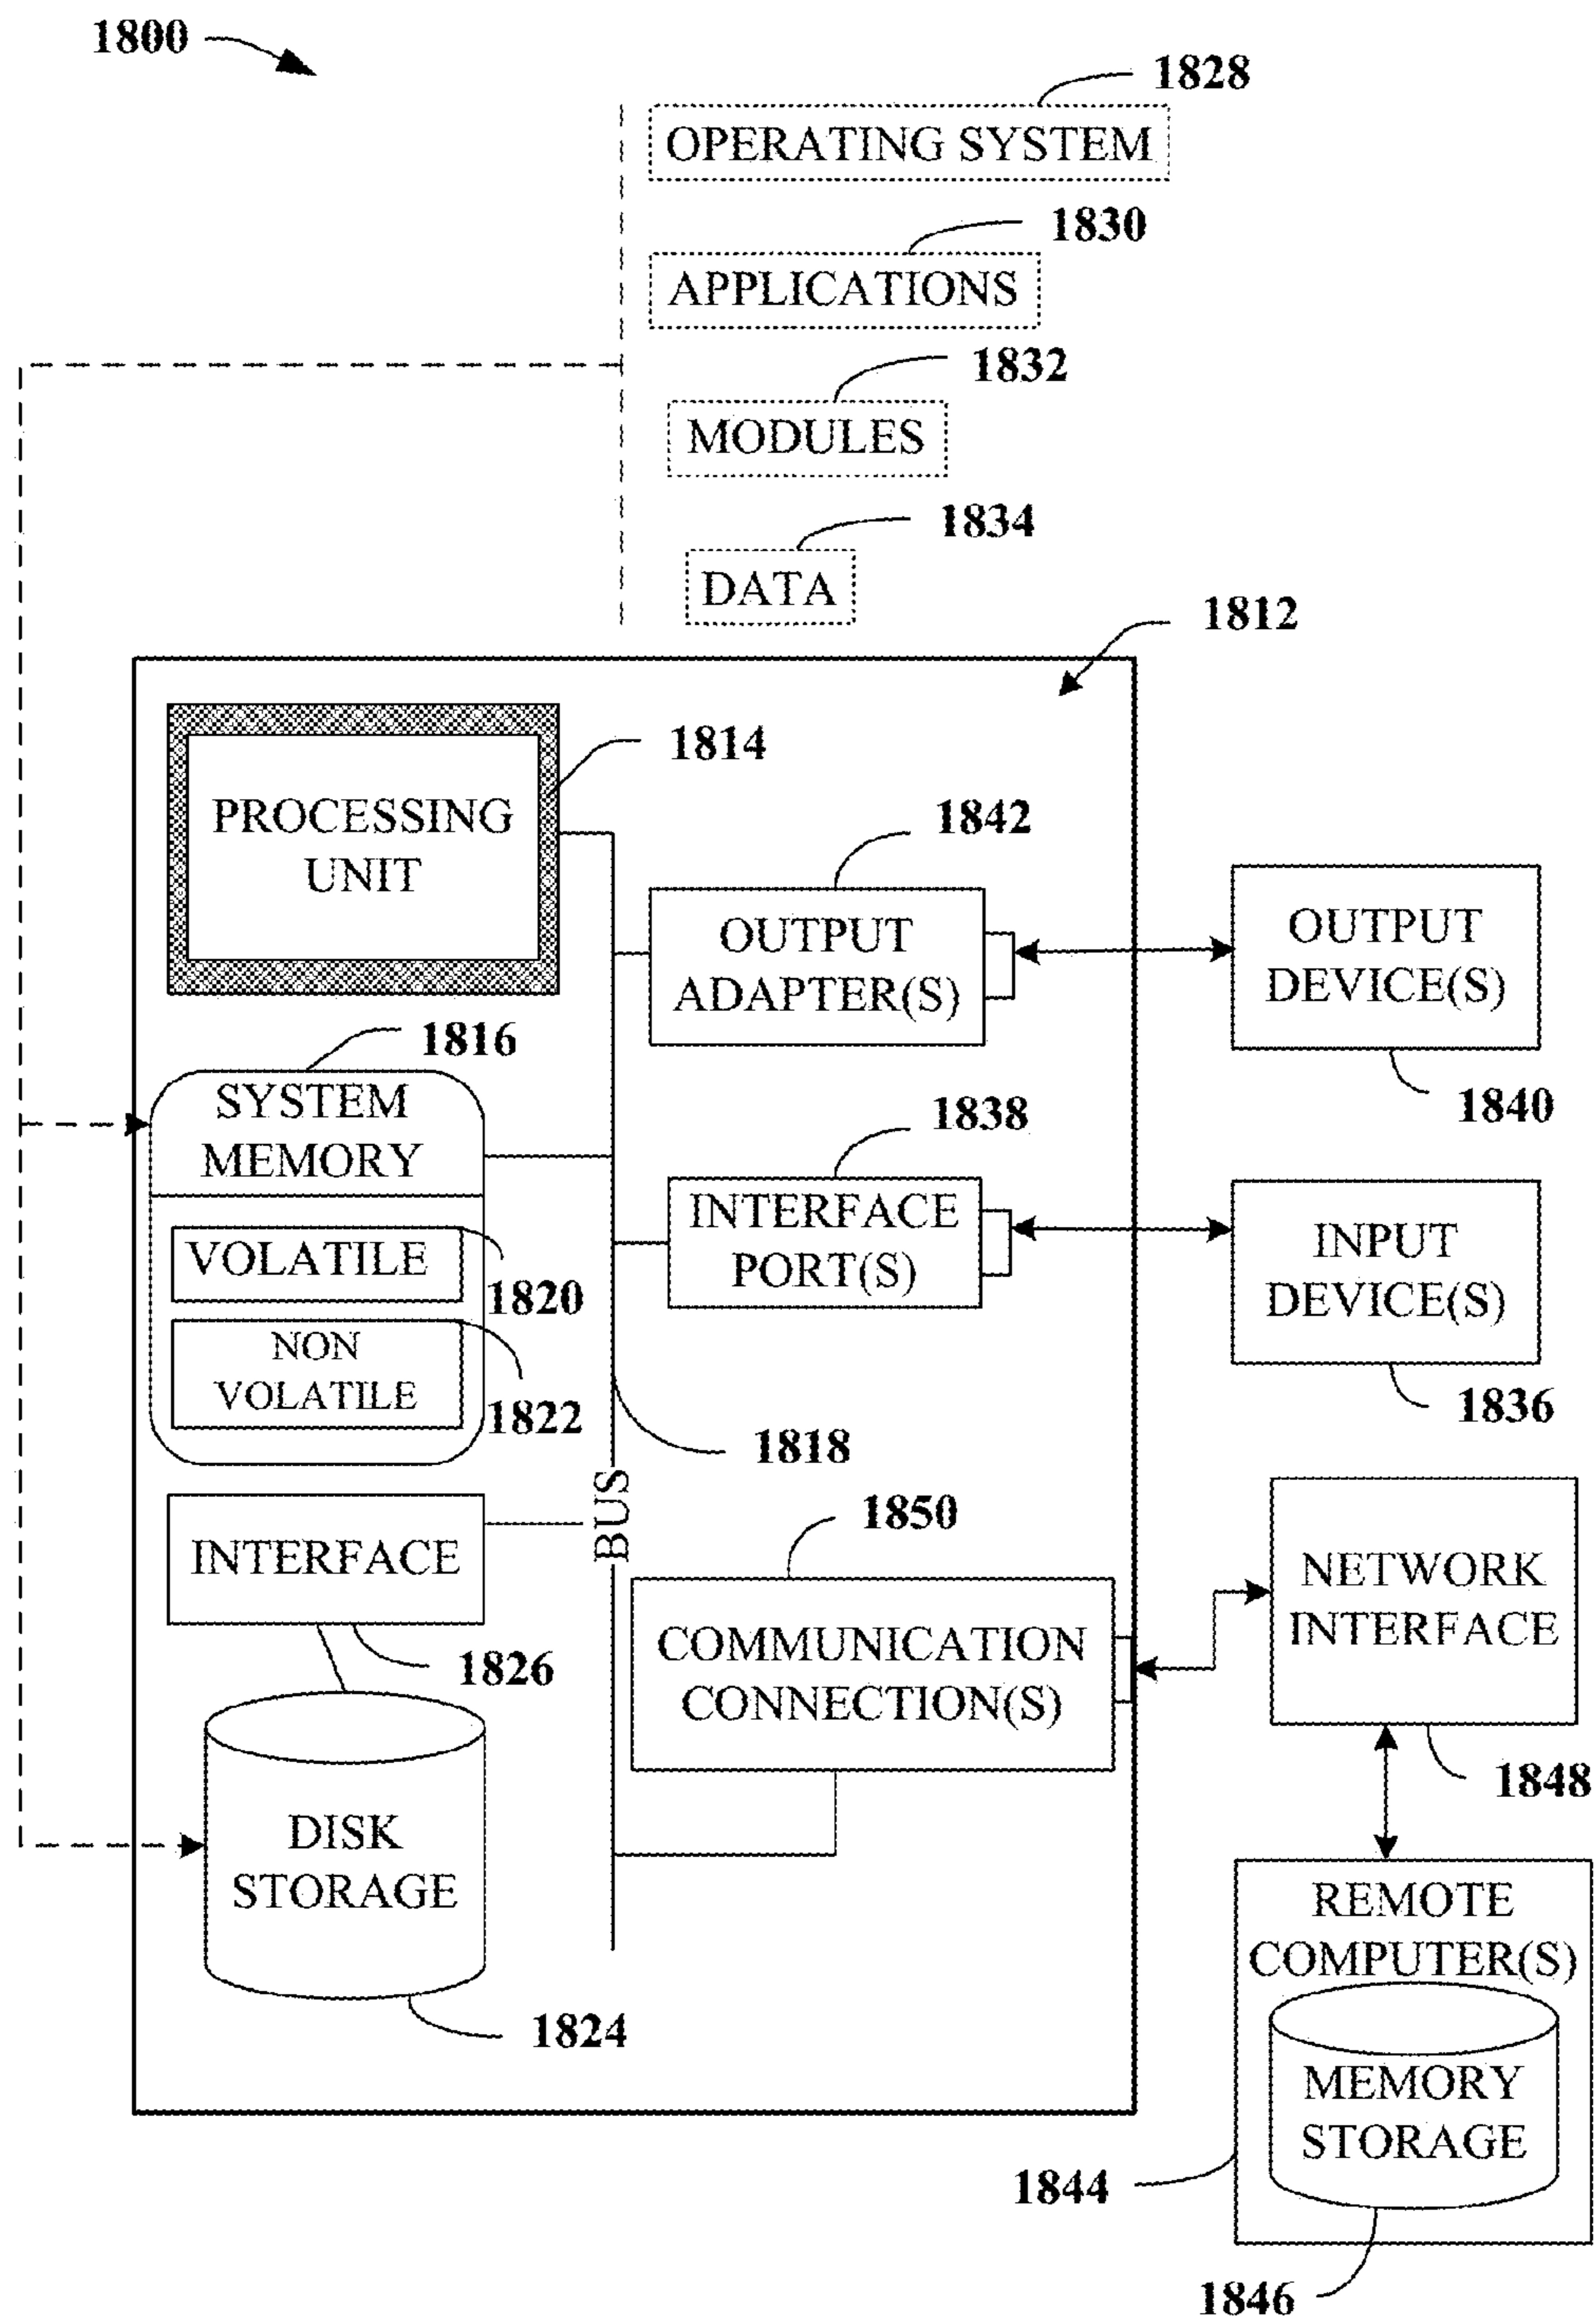 1800
1828
OPERATING SYSTEM
1830
APPLICATIONS
1832
MODULES
1834
DATA
1812
1814
PROCESSING
UNIT
1842
OUTPUT
ADAPTER(S)
OUTPUT
DEVICE(S)
1840
1816
SYSTEM
MEMORY
VOLATILE
1820
NON
VOLATILE
1822
1838
INTERFACE
PORT(S)
INPUT
DEVICE(S)
1836
1818
BUS
INTERFACE
1826
1850
COMMUNICATION
CONNECTION(S)
NETWORK
INTERFACE
1848
DISK
STORAGE
1824
REMOTE
COMPUTER(S)
MEMORY
STORAGE
1844
1846